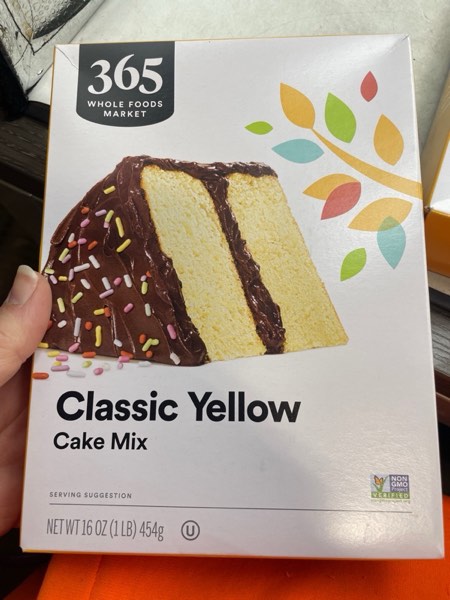 365
WHOLE FOODS
MARKET
Classic Yellow
Cake Mix
SERVING SUGGESTION
NON
GMO
Project
VERIFIED
NET WT 16 OZ (1 LB) 454g U